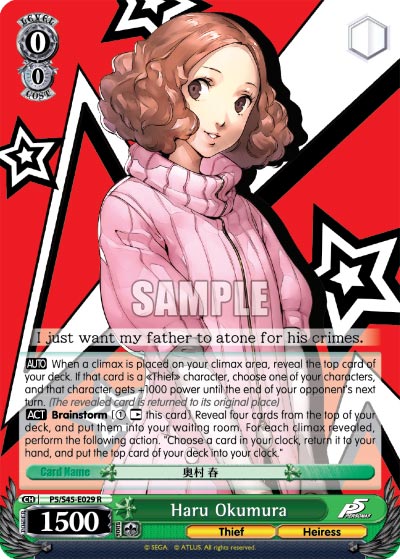 LEVEL
0
0
COST
SAMPLE
I just want my father to atone for his crimes.
AUTO When a climax is placed on your climax area, reveal the top card of
your deck. If that card is a «Thief» character, choose one of your characters,
and that character gets +1000 power until the end of your opponent's next
turn. (The revealed card is returned to its original place)
ACT Brainstorm [① this card] Reveal four cards from the top of your
deck, and put them into your waiting room. For each climax revealed,
perform the following action. "Choose a card in your clock, return it to your
hand, and put the top card of your deck into your clock."
Card Name 奥村 春
CH P5/S45-E029 R
POWER 1500
Haru Okumura
P5 PERSONA5
Thief Heiress
© SEGA. © ATLUS. All rights reserved.